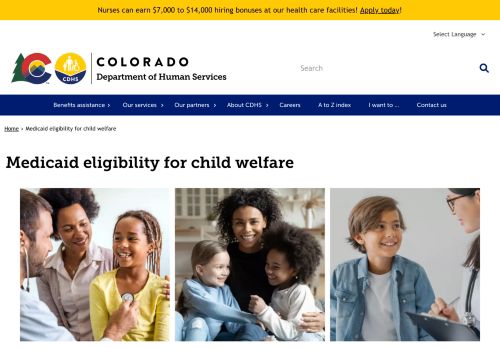 Nurses can earn $7,000 to $14,000 hiring bonuses at our health care facilities! Apply today!
Select Language
COLORADO
Department of Human Services
CDHS
Search
Benefits assistance › Our services › Our partners › About CDHS › Careers A to Z index I want to ... Contact us
Home › Medicaid eligibility for child welfare
Medicaid eligibility for child welfare